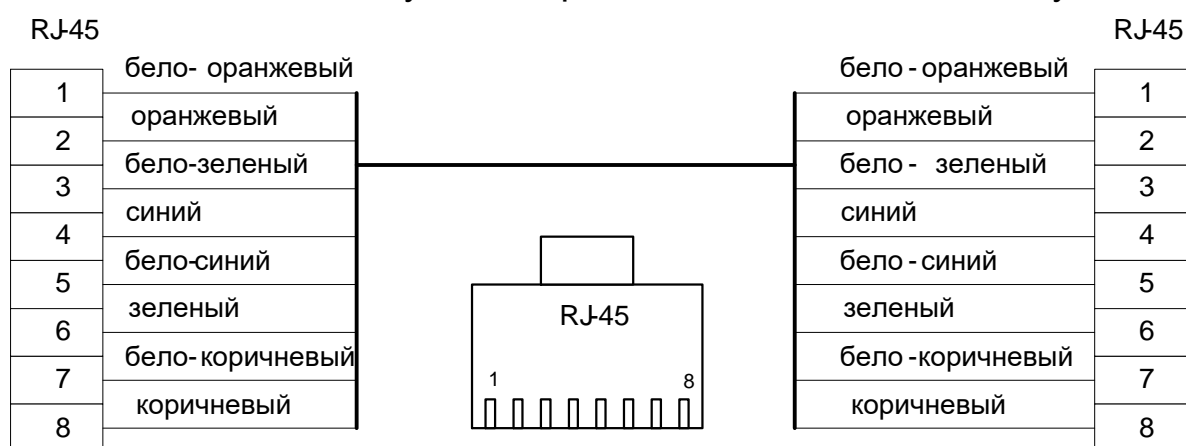 RJ-45
RJ-45
бело- оранжевый
бело - оранжевый
1
1
оранжевый
оранжевый
2
2
бело-зеленый
бело - зеленый
3
3
синий
синий
4
4
бело-синий
бело - синий
5
5
зеленый
зеленый
RJ-45
6
6
бело- коричневый
бело -коричневый
7
1
8
7
коричневый
коричневый
8
8